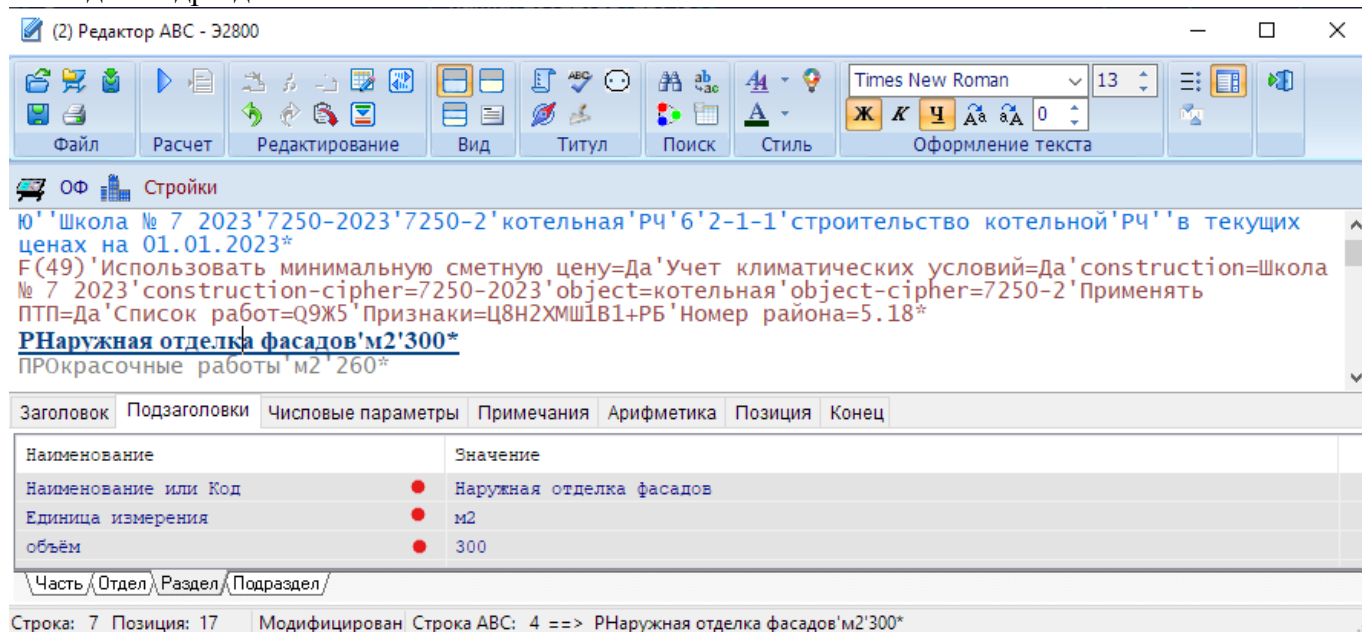 (2) Редактор АВС - Э2800
Times New Roman 13
Ж К Ч 0
Файл Расчет Редактирование Вид Титул Поиск Стиль Оформление текста
ОФ Стройки
Ю''Школа № 7 2023'7250-2023'7250-2'котельная'РЧ'6'2-1-1'строительство котельной'РЧ''в текущих
ценах на 01.01.2023*
F(49)'Использовать минимальную сметную цену=Да'Учет климатических условий=Да'construction=Школа
№ 7 2023'construction-cipher=7250-2023'object=котельная'object-cipher=7250-2'Применять
ПТП=Да'Список работ=Q9Ж5'Признаки=Ц8Н2ХМШ1В1+РБ'Номер района=5.18*
РНаружная отделка фасадов'м2'300*
ПРОкрасочные работы'м2'260*
Заголовок Подзаголовки Числовые параметры Примечания Арифметика Позиция Конец
Наименование Значение
Наименование или Код Наружная отделка фасадов
Единица измерения м2
объём 300
Часть Отдел Раздел Подраздел
Строка: 7 Позиция: 17 Модифицирован Строка АВС: 4 ==> РНаружная отделка фасадов'м2'300*